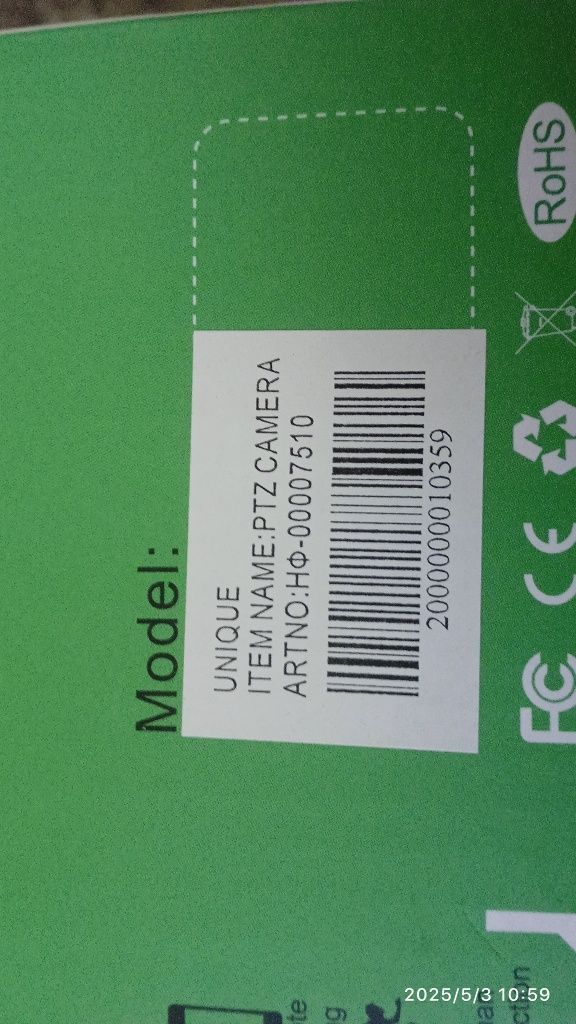 Model:
UNIQUE
ITEM NAME:PTZ CAMERA
ARTNO:НФ-00007510
2000000010359
FC CE RoHS
2025/5/3 10:59